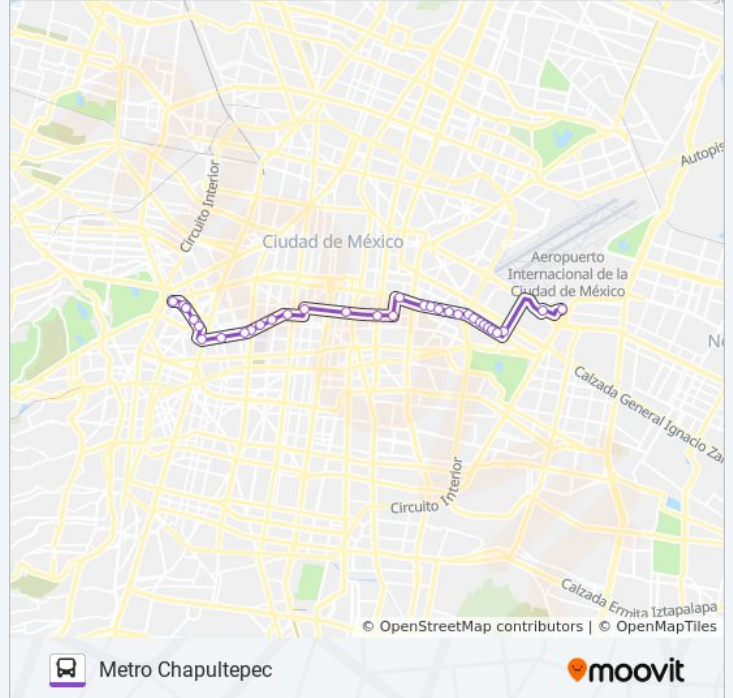 Autopis
Circuito Interior
Ciudad de México
Aeropuerto
Internacional de la
Ciudad de México
Calzada General Ignacio Za
Circuito Interior
Calzada Ermita Iztapalapa
© OpenStreetMap contributors | © OpenMapTiles
Metro Chapultepec
moovit